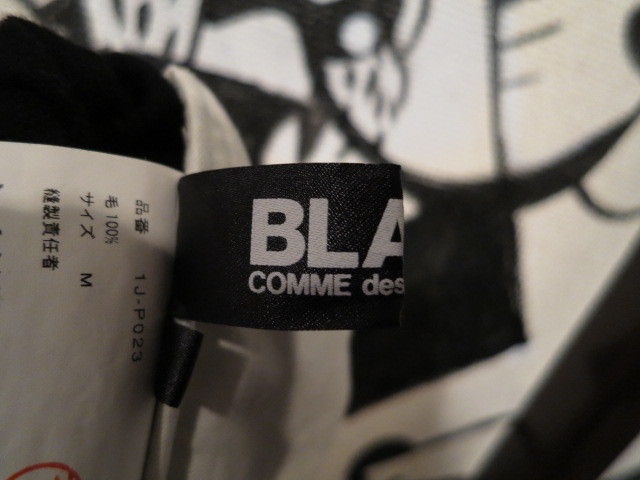 BLA
COMME des
品番 1J-P023
毛 100%
サイズ M
縫製責任者